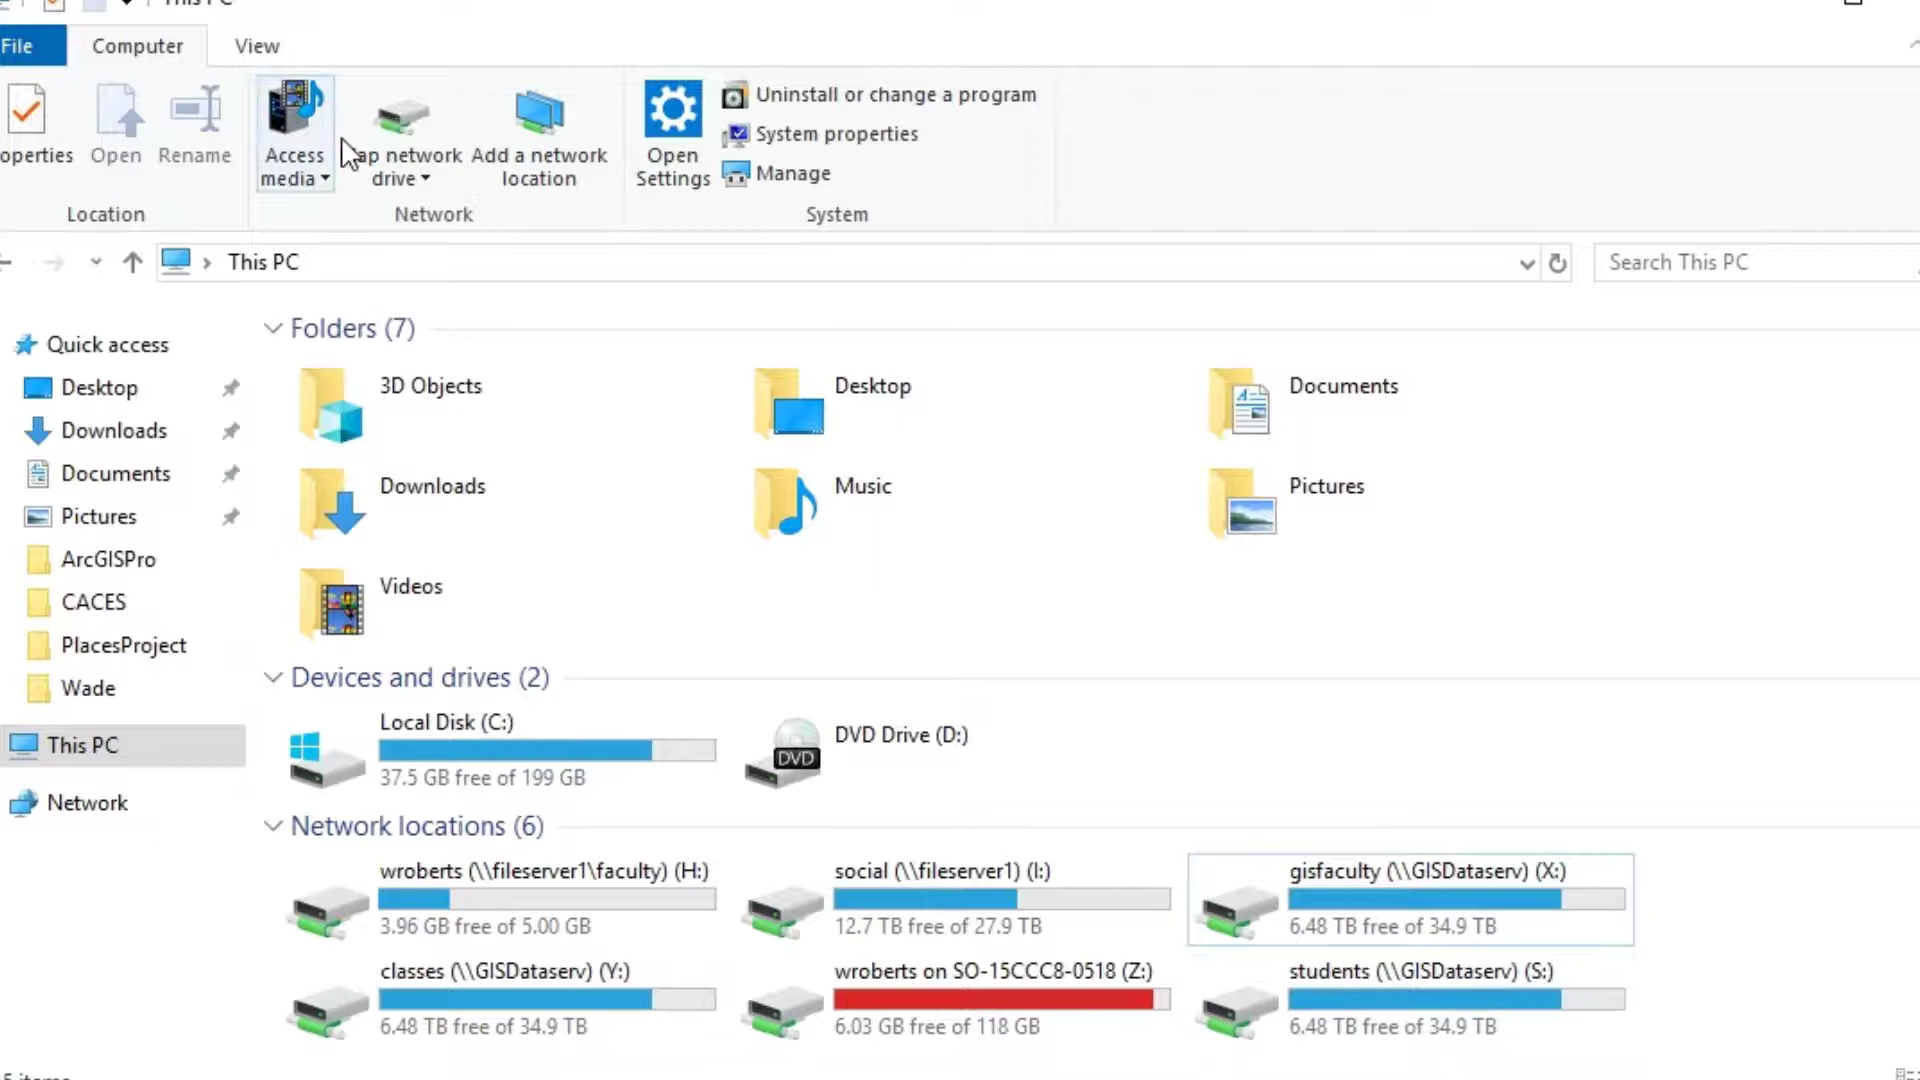 This PC
File
Computer
View
operties
Open
Rename
Access
media
ap network
drive
Add a network
location
Open
Settings
Uninstall or change a program
System properties
Manage
Location
Network
System
This PC
Search This PC
Quick access
Desktop
Downloads
Documents
Pictures
ArcGISPro
CACES
PlacesProject
Wade
This PC
Network
Folders (7)
3D Objects
Desktop
Documents
Downloads
Music
Pictures
Videos
Devices and drives (2)
Local Disk (C:)
37.5 GB free of 199 GB
DVD
DVD Drive (D:)
Network locations (6)
wroberts (\\fileserver1\faculty) (H:)
3.96 GB free of 5.00 GB
social (\\fileserver1) (I:)
12.7 TB free of 27.9 TB
gisfaculty (\\GISDataserv) (X:)
6.48 TB free of 34.9 TB
classes (\\GISDataserv) (Y:)
6.48 TB free of 34.9 TB
wroberts on SO-15CCC8-0518 (Z:)
6.03 GB free of 118 GB
students (\\GISDataserv) (S:)
6.48 TB free of 34.9 TB
5 items